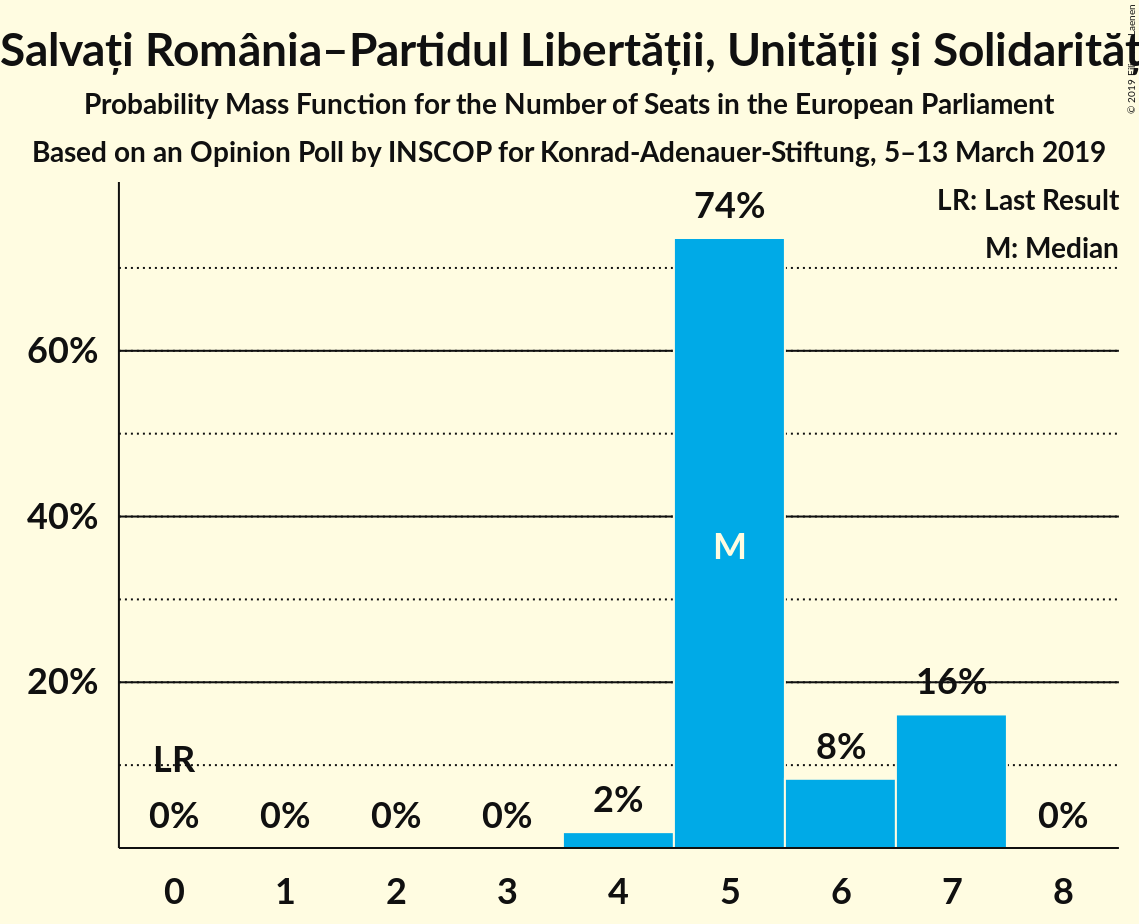 Salvați România–Partidul Libertății, Unității și Solidarităț
Probability Mass Function for the Number of Seats in the European Parliament
Based on an Opinion Poll by INSCOP for Konrad-Adenauer-Stiftung, 5–13 March 2019
© 2019 Laenen
LR: Last Result
M: Median
74%
60%
40%
M
20%
16%
8%
LR
2%
0% 0% 0% 0% 0%
0 1 2 3 4 5 6 7 8